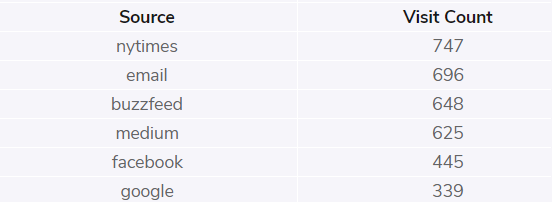 Source Visit Count
nytimes 747
email 696
buzzfeed 648
medium 625
facebook 445
google 339